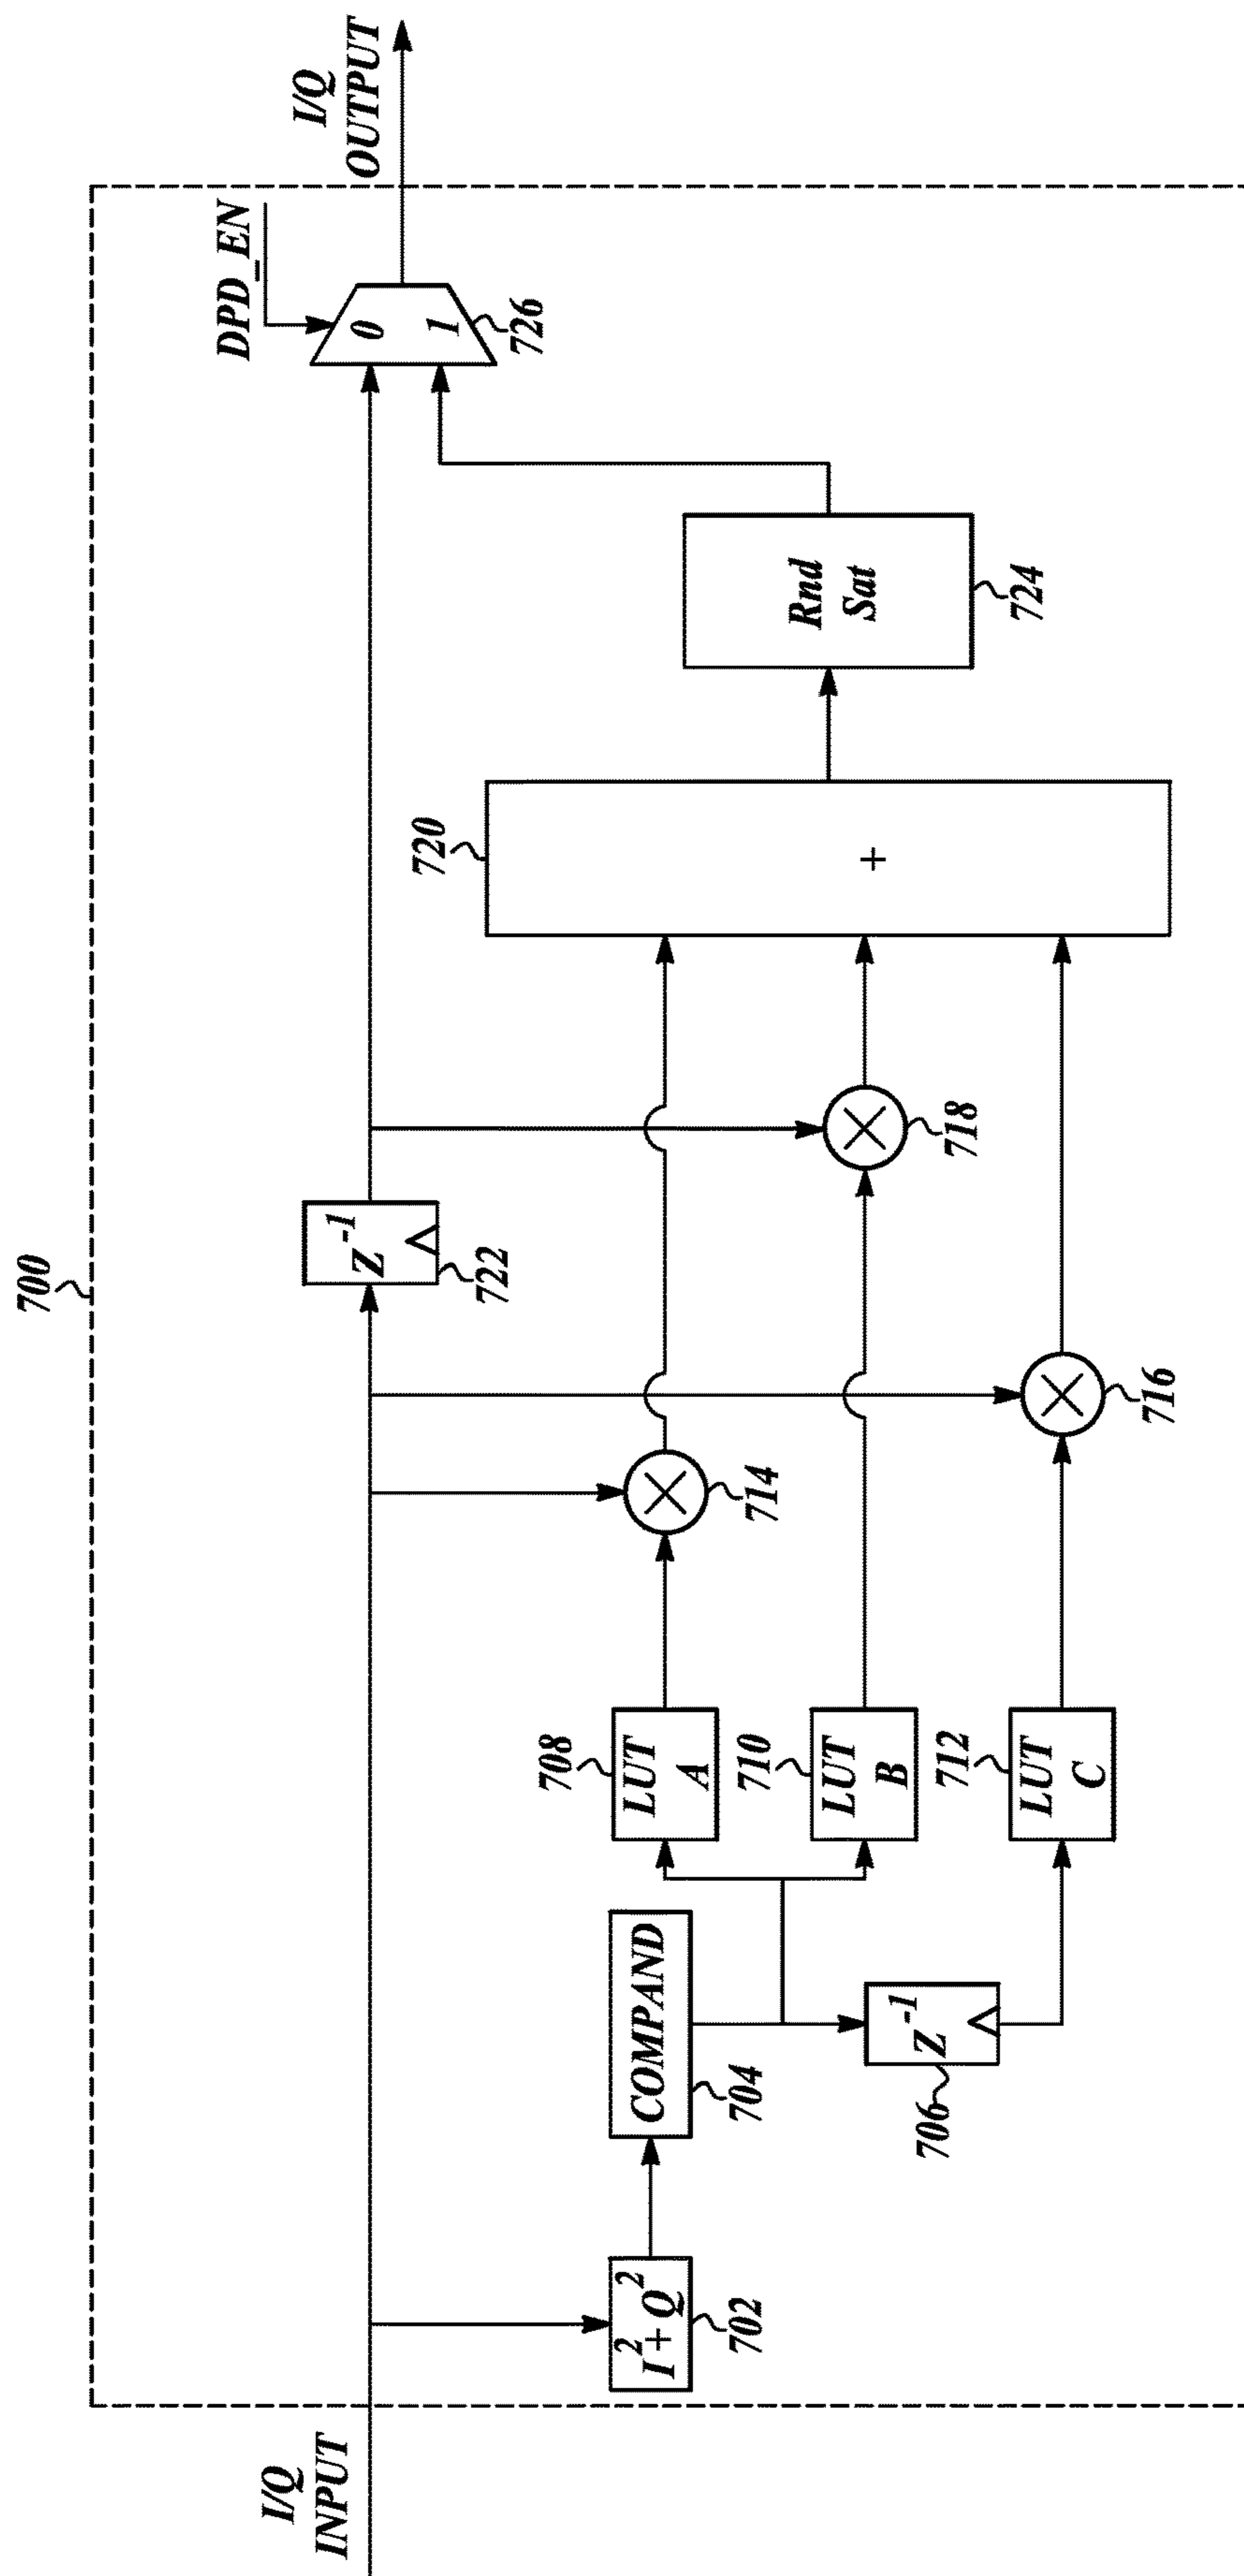 700
I/Q
INPUT
I²+Q²
702
COMPAND
704
Z⁻¹
706
LUT
A
708
LUT
B
710
LUT
C
712
714
716
718
Z⁻¹
722
+
720
Rnd
Sat
724
DPD_EN
0
1
726
I/Q
OUTPUT